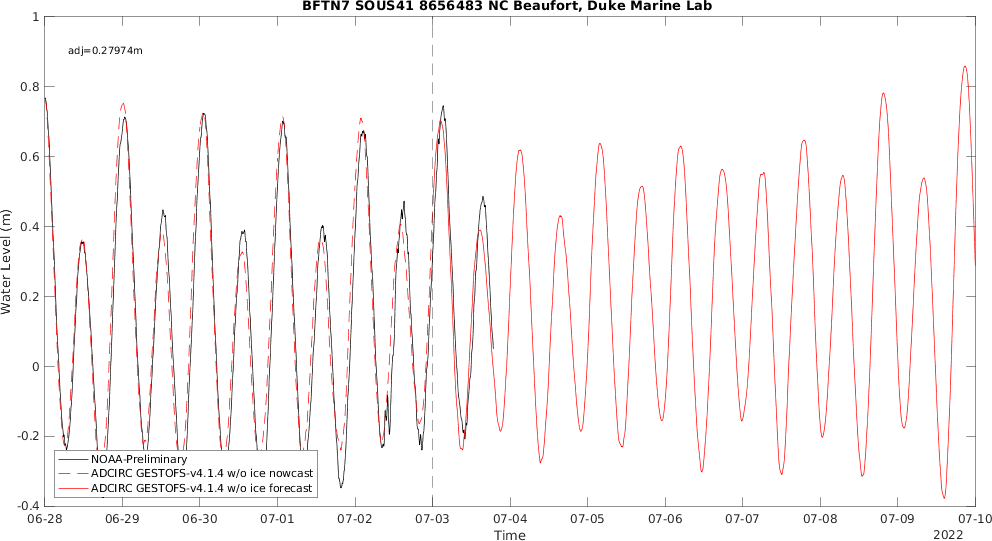 BFTN7 SOUS41 8656483 NC Beaufort, Duke Marine Lab
adj=0.27974m
Water Level (m)
1
0.8
0.6
0.4
0.2
0
-0.2
-0.4
NOAA-Preliminary
ADCIRC GESTOFS-v4.1.4 w/o ice nowcast
ADCIRC GESTOFS-v4.1.4 w/o ice forecast
06-28 06-29 06-30 07-01 07-02 07-03 07-04 07-05 07-06 07-07 07-08 07-09 07-10
Time
2022